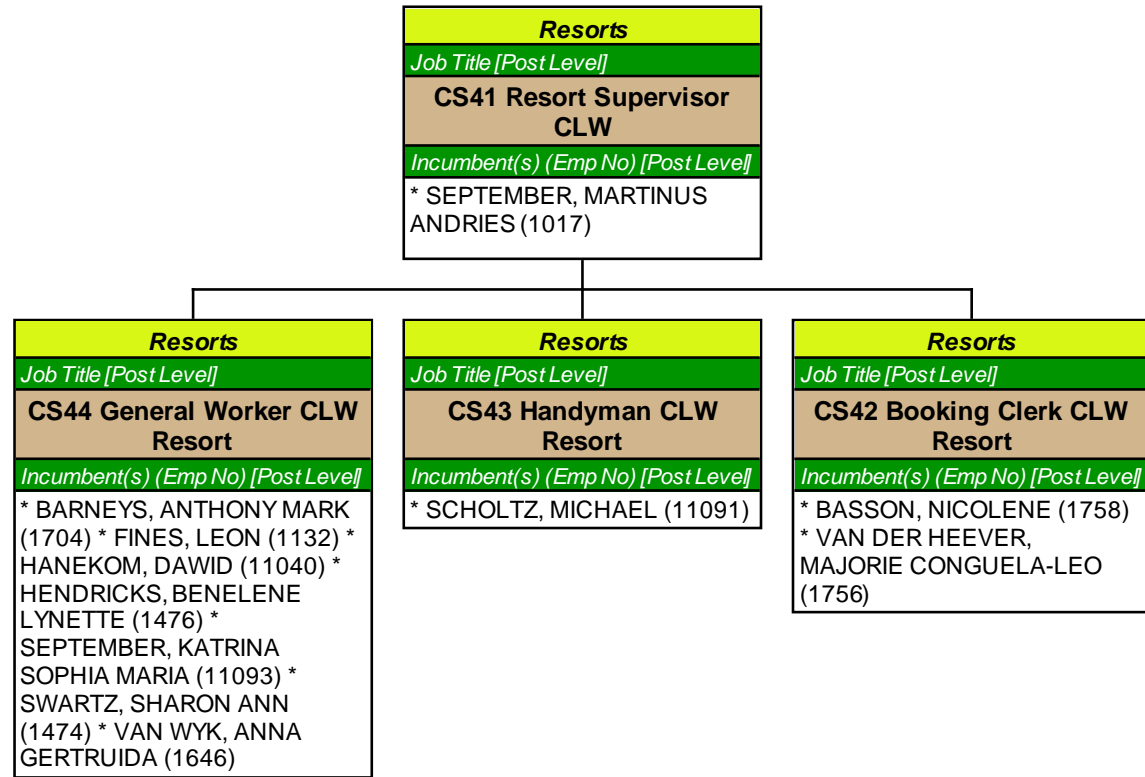 Resorts
Job Title [Post Level]
CS41 Resort Supervisor
CLW
Incumbent(s) (Emp No) [Post Level]
* SEPTEMBER, MARTINUS
ANDRIES (1017)
Resorts
Job Title [Post Level]
CS44 General Worker CLW
Resort
Incumbent(s) (Emp No) [Post Level]
* BARNEYS, ANTHONY MARK
(1704) * FINES, LEON (1132) *
HANEKOM, DAWID (11040) *
HENDRICKS, BENELENE
LYNETTE (1476) *
SEPTEMBER, KATRINA
SOPHIA MARIA (11093) *
SWARTZ, SHARON ANN
(1474) * VAN WYK, ANNA
GERTRUIDA (1646)
Resorts
Job Title [Post Level]
CS43 Handyman CLW
Resort
Incumbent(s) (Emp No) [Post Level]
* SCHOLTZ, MICHAEL (11091)
Resorts
Job Title [Post Level]
CS42 Booking Clerk CLW
Resort
Incumbent(s) (Emp No) [Post Level]
* BASSON, NICOLENE (1758)
* VAN DER HEEVER,
MAJORIE CONGUELA-LEO
(1756)